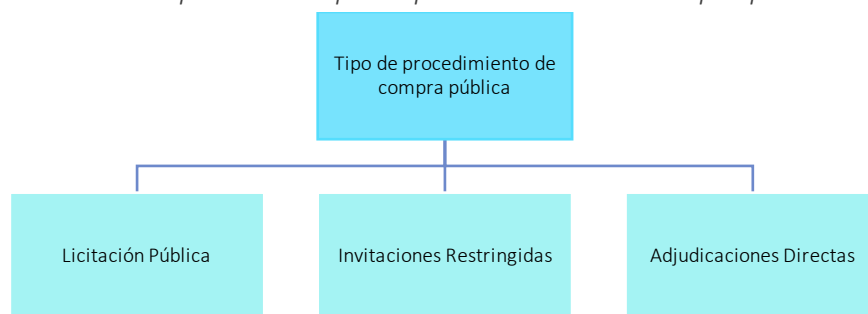 Tipo de procedimiento de
compra pública
Licitación Pública
Invitaciones Restringidas
Adjudicaciones Directas